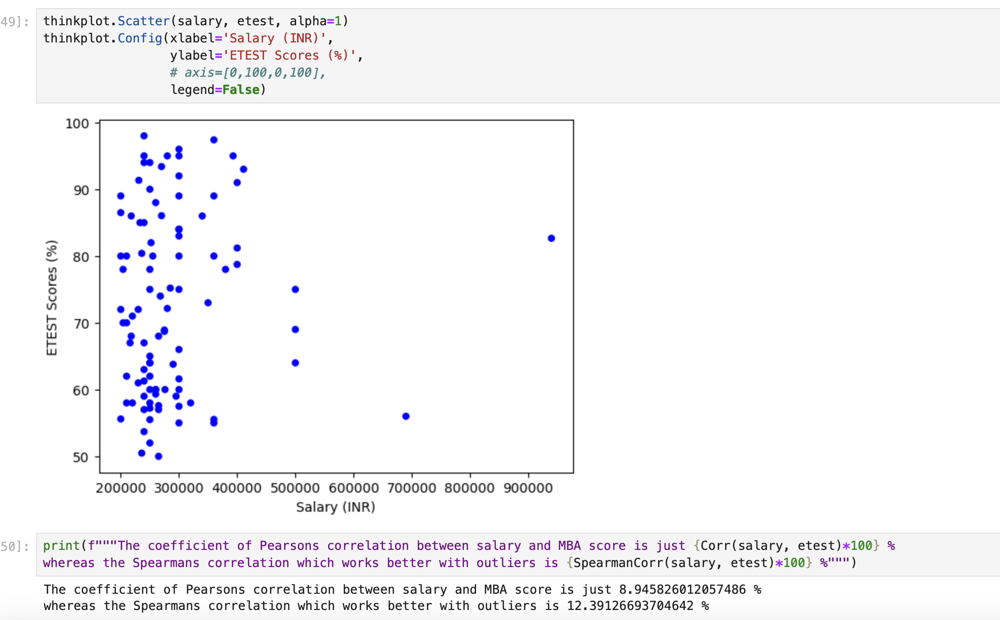 49]:
thinkplot.Scatter(salary, etest, alpha=1)
thinkplot.Config(xlabel='Salary (INR)',
ylabel='ETEST Scores (%)',
# axis=[0,100,0,100],
legend=False)
100
90
80
70
60
50
ETEST Scores (%)
200000 300000 400000 500000 600000 700000 800000 900000
Salary (INR)
50]:
print(f"""The coefficient of Pearsons correlation between salary and MBA score is just {Corr(salary, etest)*100} %
whereas the Spearmans correlation which works better with outliers is {SpearmanCorr(salary, etest)*100} %""")
The coefficient of Pearsons correlation between salary and MBA score is just 8.945826012057486 %
whereas the Spearmans correlation which works better with outliers is 12.39126693704642 %